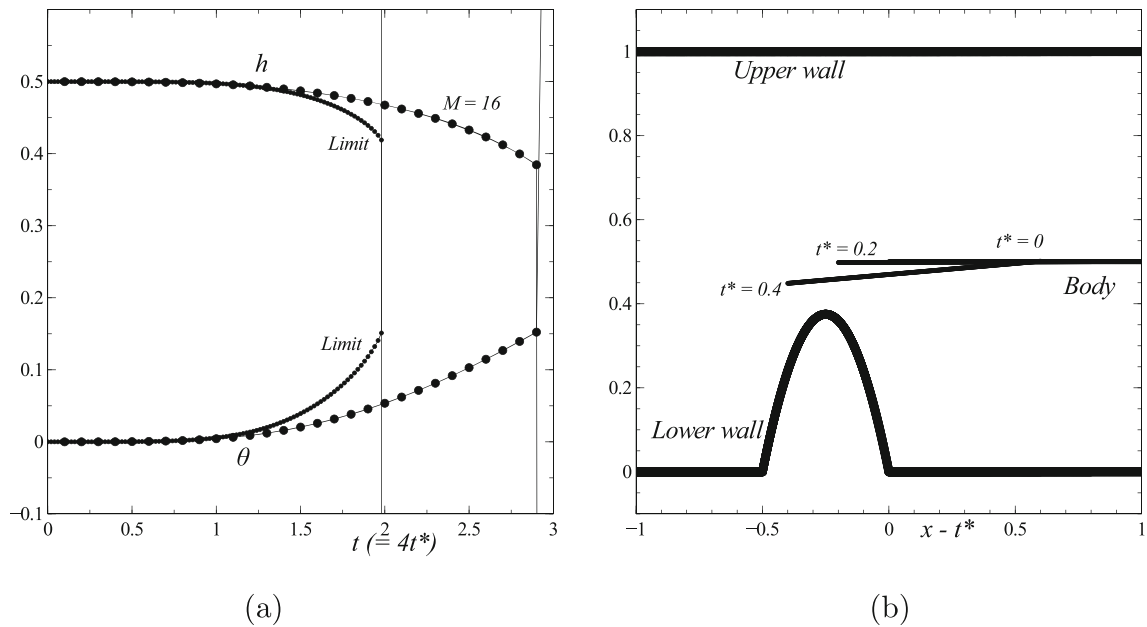 h
M = 16
Limit
Limit
θ
0.5
0.4
0.3
0.2
0.1
0
−0.1
0 0.5 1 1.5 2 2.5 3
t (= 4t*)
(a)
Upper wall
t* = 0.2
t* = 0
t* = 0.4
Body
Lower wall
1
0.8
0.6
0.4
0.2
0
−1 −0.5 0 0.5 1
x - t*
(b)